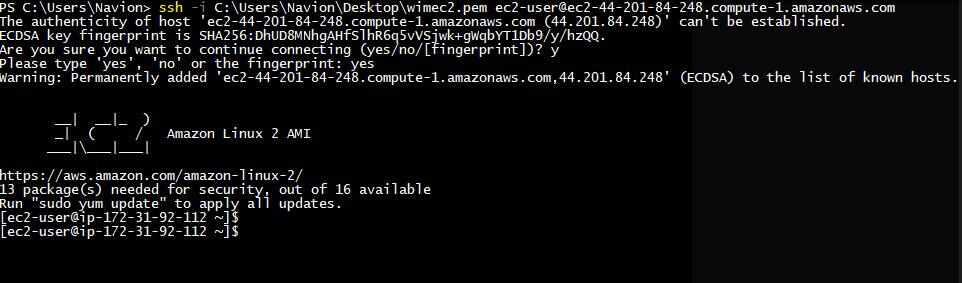 PS C:\Users\Navion> ssh -i C:\Users\Navion\Desktop\wimec2.pem ec2-user@ec2-44-201-84-248.compute-1.amazonaws.com
The authenticity of host 'ec2-44-201-84-248.compute-1.amazonaws.com (44.201.84.248)' can't be established.
ECDSA key fingerprint is SHA256:DhUD8MNhgAHfSlhR6q5vVSjwk+gWqbYT1Db9/y/hzQQ.
Are you sure you want to continue connecting (yes/no/[fingerprint])? y
Please type 'yes', 'no' or the fingerprint: yes
Warning: Permanently added 'ec2-44-201-84-248.compute-1.amazonaws.com,44.201.84.248' (ECDSA) to the list of known hosts.
       __|  __|_  )
       _|  (     /   Amazon Linux 2 AMI
      ___|\___|___|
https://aws.amazon.com/amazon-linux-2/
13 package(s) needed for security, out of 16 available
Run "sudo yum update" to apply all updates.
[ec2-user@ip-172-31-92-112 ~]$
[ec2-user@ip-172-31-92-112 ~]$